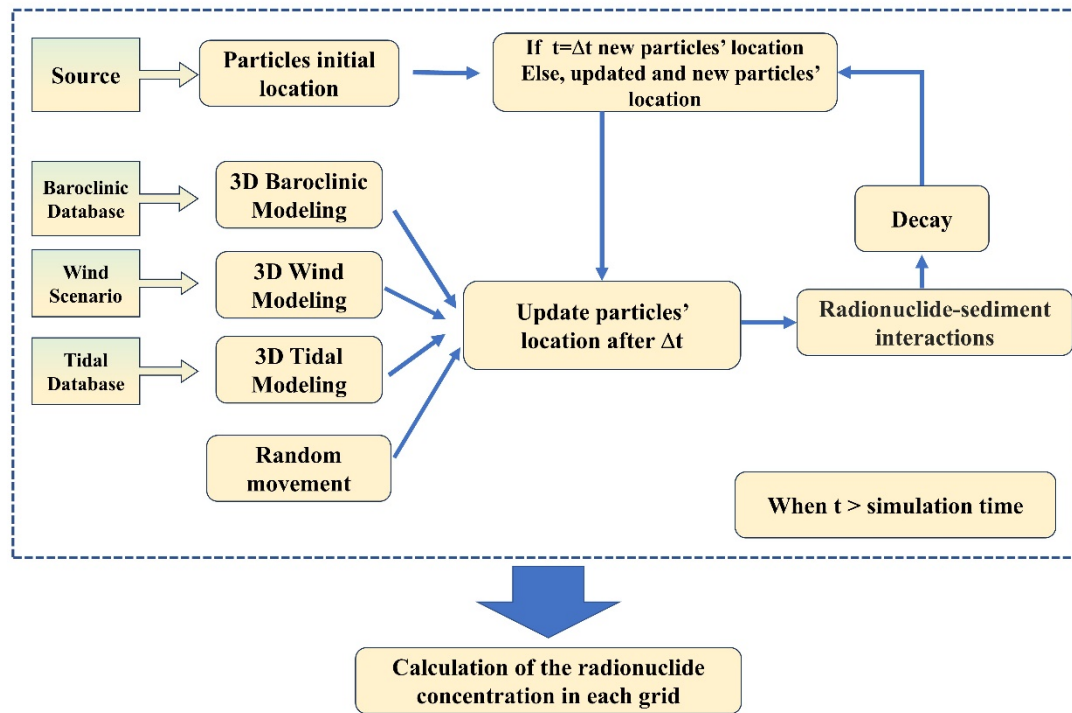 Source
Particles initial
location
If t=Δt new particles’ location
Else, updated and new particles’
location
Baroclinic
Database
3D Baroclinic
Modeling
Decay
Wind
Scenario
3D Wind
Modeling
Update particles’
location after Δt
Radionuclide-sediment
interactions
Tidal
Database
3D Tidal
Modeling
Random
movement
When t > simulation time
Calculation of the radionuclide
concentration in each grid